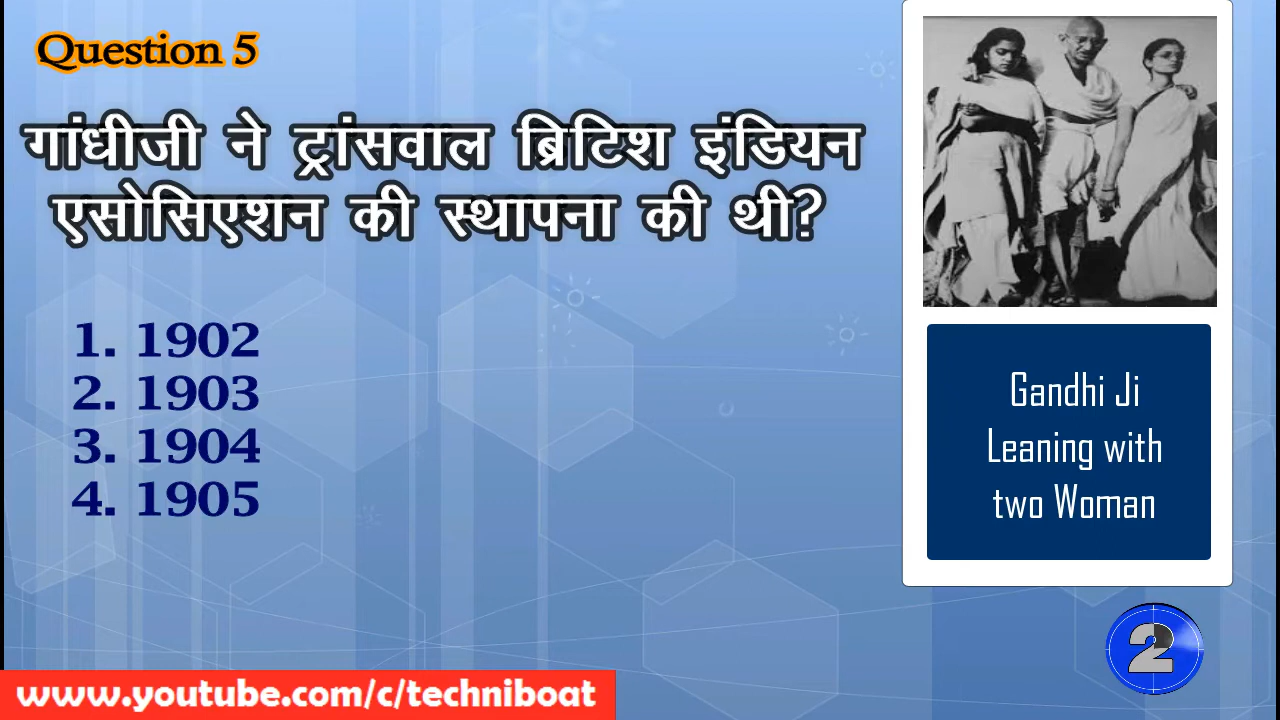 Question 5
गांधीजी ने ट्रांसवाल ब्रिटिश इंडियन
एसोसिएशन की स्थापना की थी?
1. 1902
2. 1903
3. 1904
4. 1905
Gandhi Ji
Leaning with
two Woman
2
www.youtube.com/c/techniboat